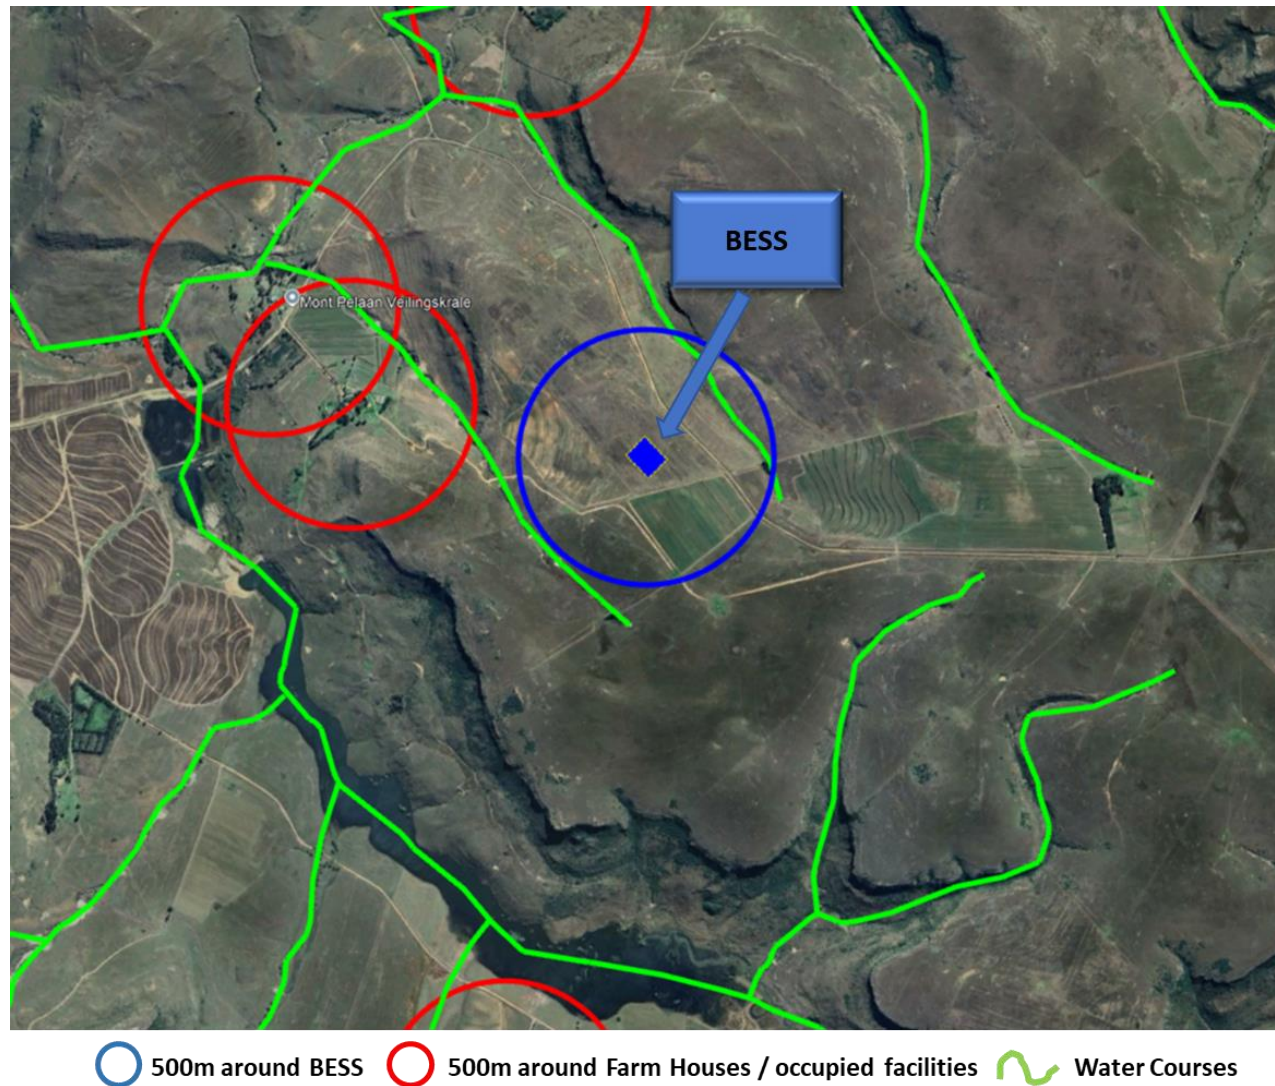 BESS
Mont Pelaan Veilingskrale
500m around BESS 500m around Farm Houses / occupied facilities Water Courses